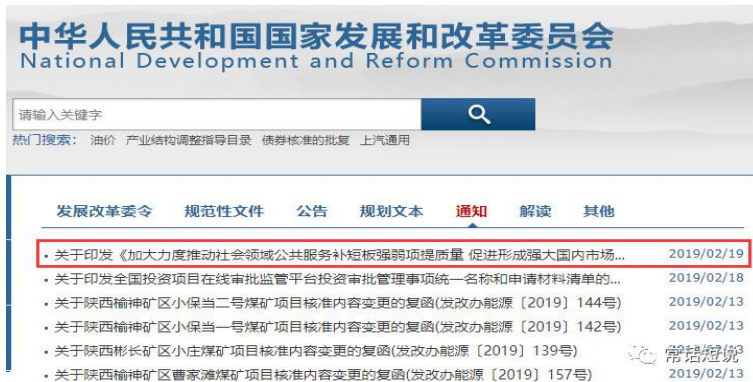 中华人民共和国国家发展和改革委员会
National Development and Reform Commission
请输入关键字
热门搜索： 油价 产业结构调整指导目录 债券核准的批复 上汽通用
发展改革委令 规范性文件 公告 规划文本 通知 解读 其他
关于印发《加大力度推动社会领域公共服务补短板强弱项提质量 促进形成强大国内市场... 2019/02/19
关于印发全国投资项目在线审批监管平台投资审批管理事项统一名称和申请材料清单的... 2019/02/18
关于陕西榆神矿区小保当二号煤矿项目核准内容变更的复函(发改办能源〔2019〕144号) 2019/02/13
关于陕西榆神矿区小保当一号煤矿项目核准内容变更的复函(发改办能源〔2019〕142号) 2019/02/13
关于陕西彬长矿区小庄煤矿项目核准内容变更的复函(发改办能源〔2019〕139号) 2019/02/13
常话短说
关于陕西榆神矿区曹家滩煤矿项目核准内容变更的复函(发改办能源〔2019〕157号) 2019/02/13